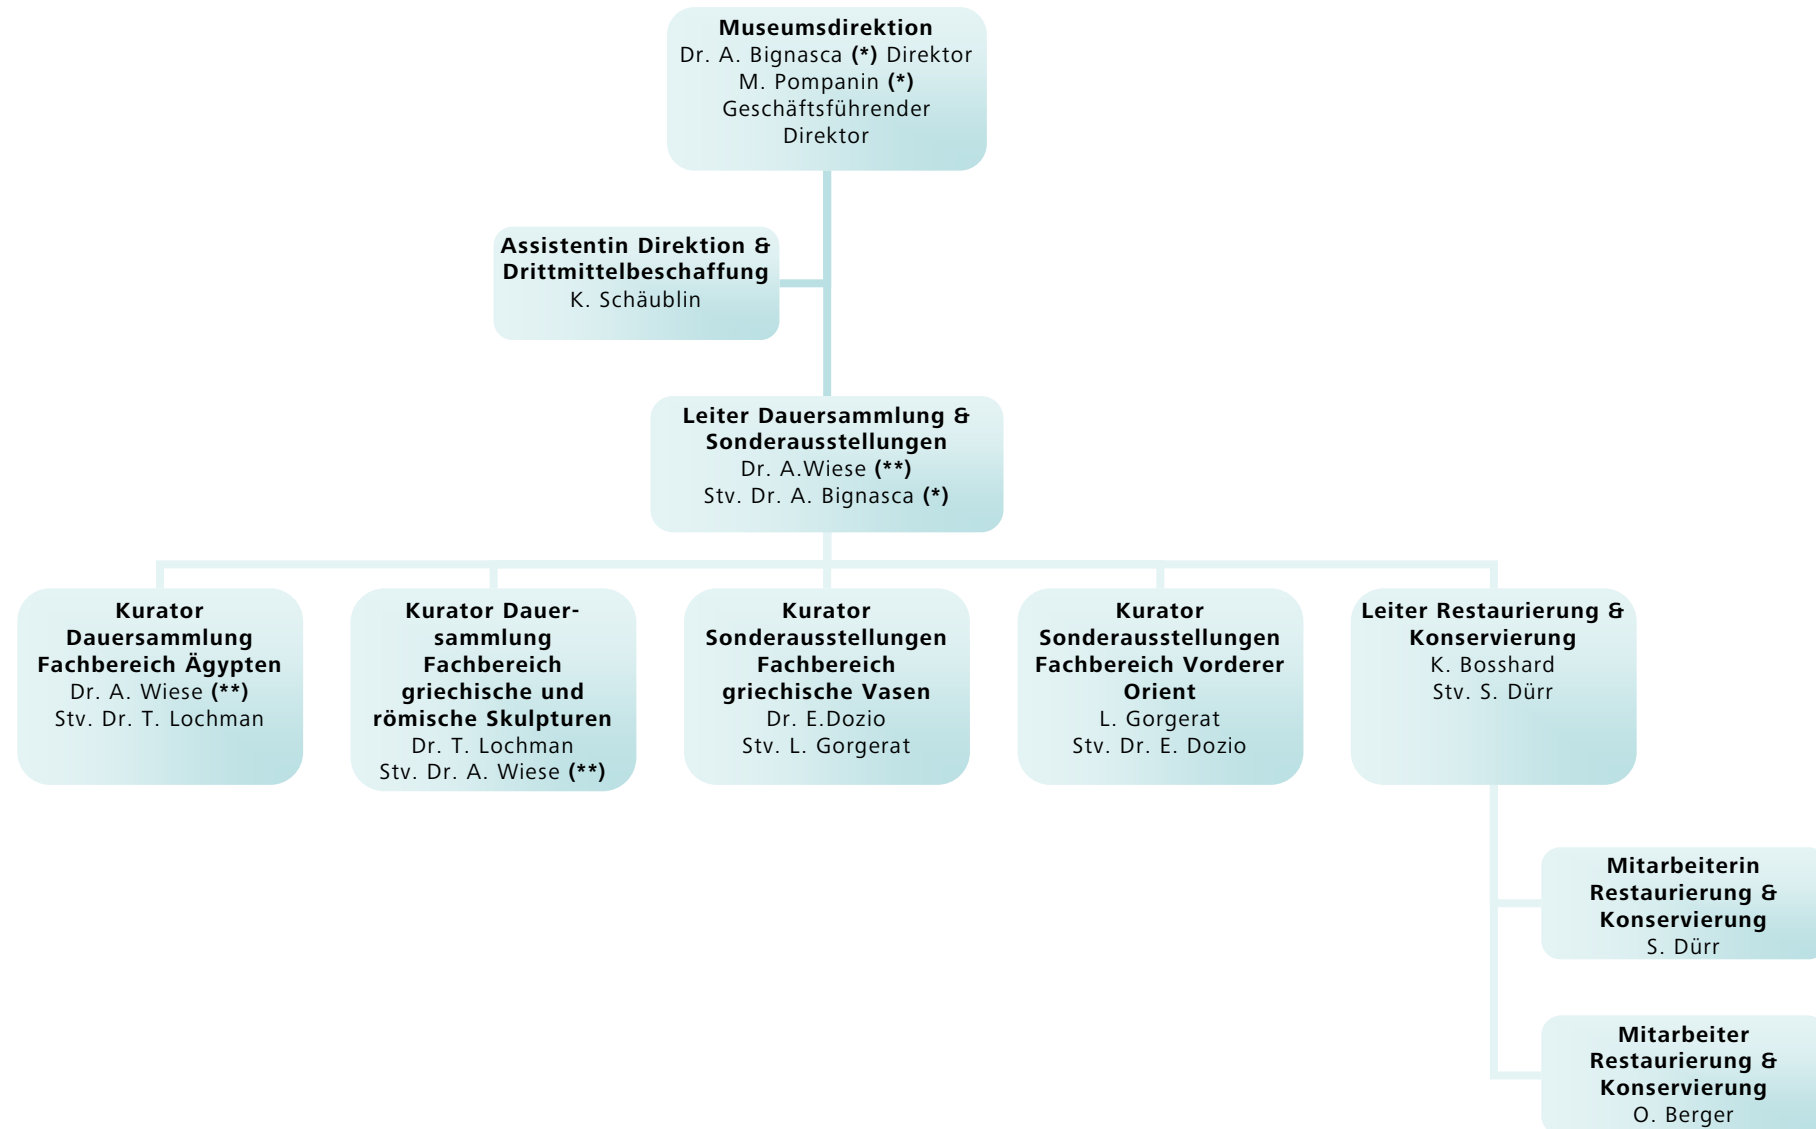 Museumsdirektion
Dr. A. Bignasca (*) Direktor
M. Pompanin (*)
Geschäftsführender
Direktor
Assistentin Direktion &
Drittmittelbeschaffung
K. Schäublin
Leiter Dauersammlung &
Sonderausstellungen
Dr. A.Wiese (**)
Stv. Dr. A. Bignasca (*)
Kurator
Dauersammlung
Fachbereich Ägypten
Dr. A. Wiese (**)
Stv. Dr. T. Lochman
Kurator Dauer-
sammlung
Fachbereich
griechische und
römische Skulpturen
Dr. T. Lochman
Stv. Dr. A. Wiese (**)
Kurator
Sonderausstellungen
Fachbereich
griechische Vasen
Dr. E.Dozio
Stv. L. Gorgerat
Kurator
Sonderausstellungen
Fachbereich Vorderer
Orient
L. Gorgerat
Stv. Dr. E. Dozio
Leiter Restaurierung &
Konservierung
K. Bosshard
Stv. S. Dürr
Mitarbeiterin
Restaurierung &
Konservierung
S. Dürr
Mitarbeiter
Restaurierung &
Konservierung
O. Berger